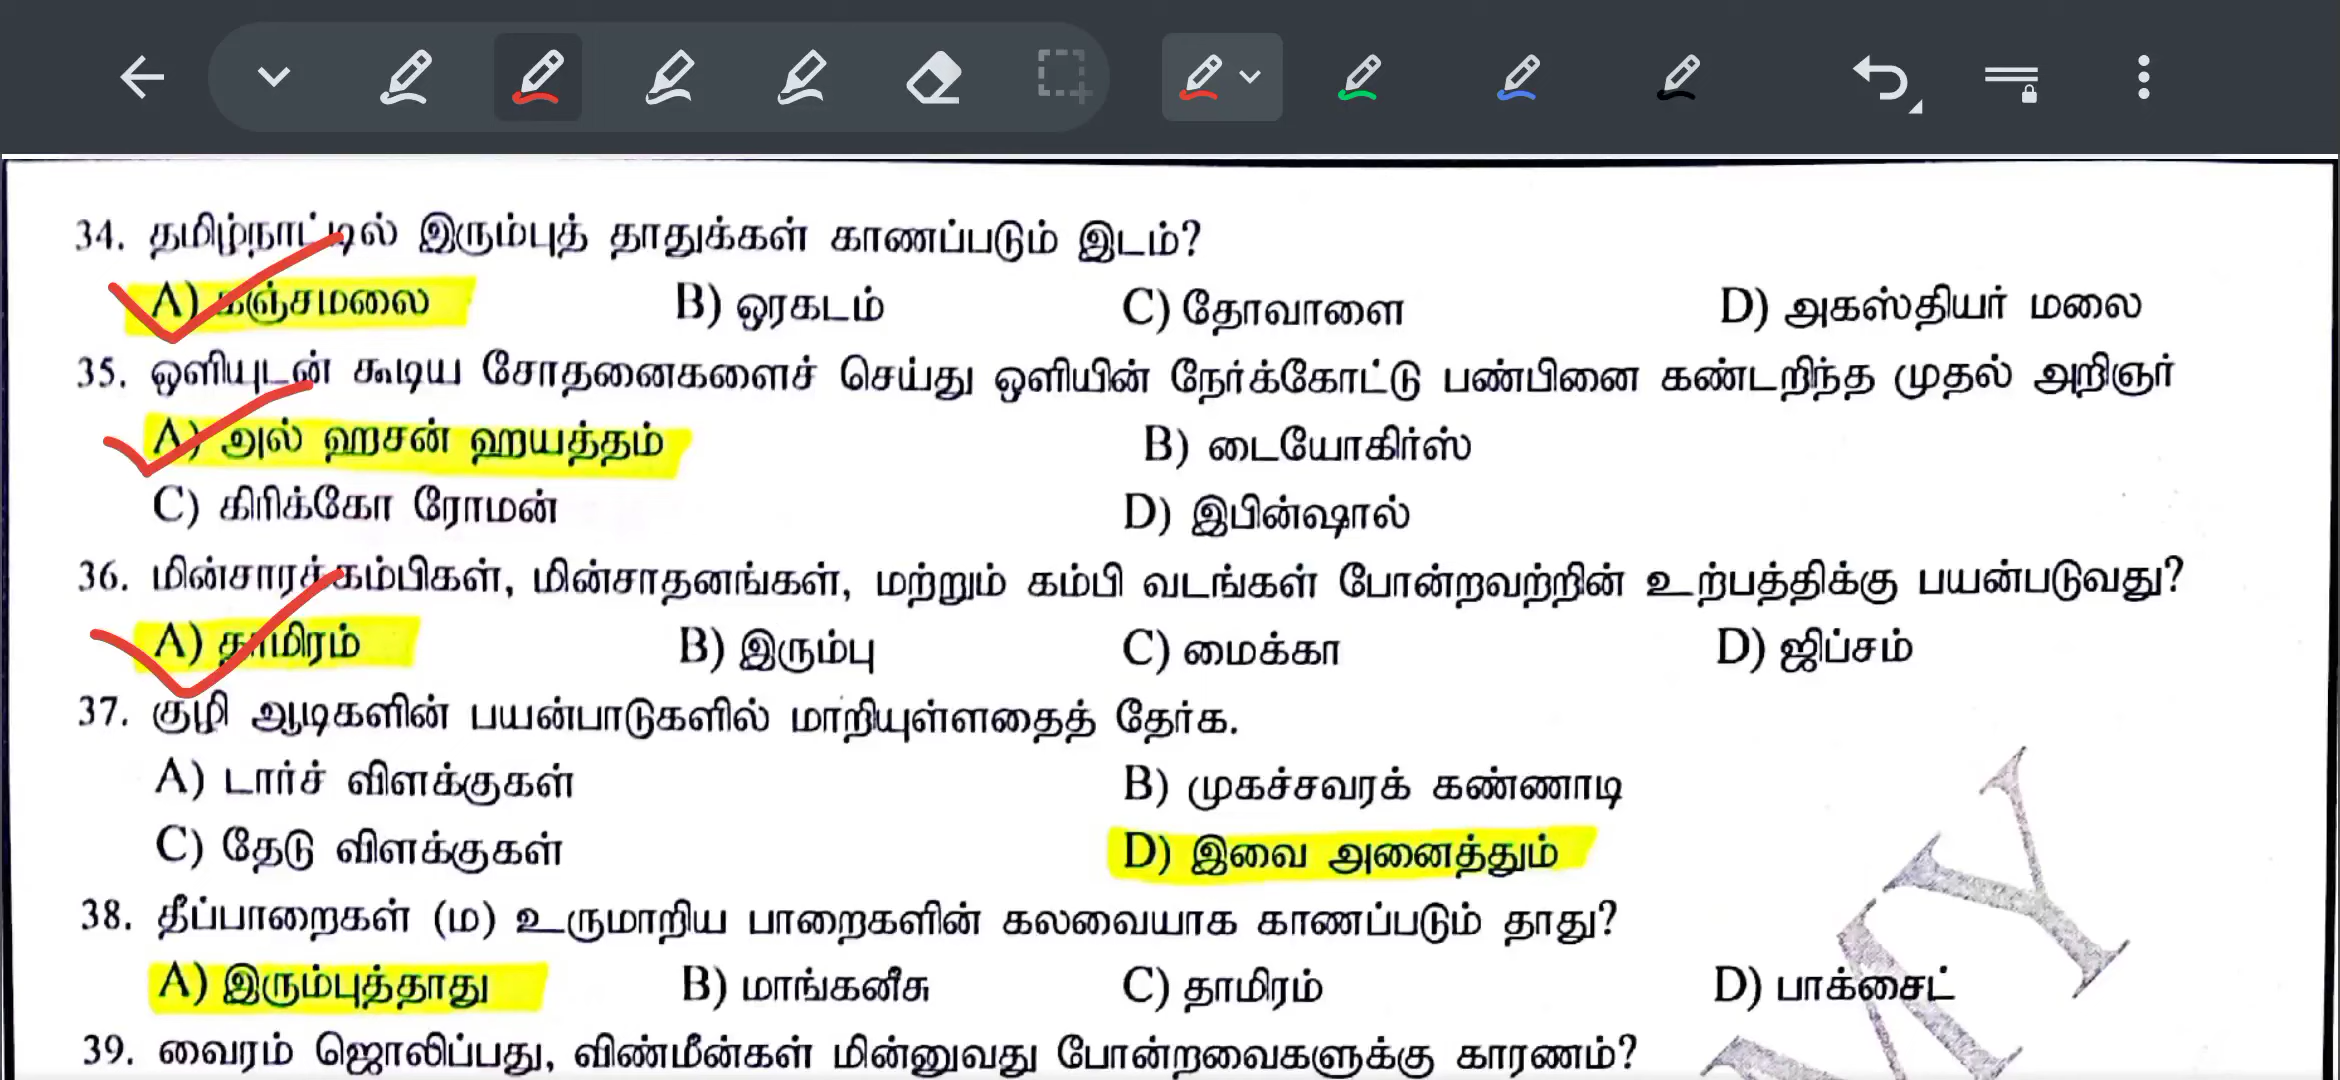 34. தமிழ்நாட்டில் இரும்புத் தாதுக்கள் காணப்படும் இடம்?
A) கஞ்சமலை B) ஒரகடம் C) தோவாளை D) அகஸ்தியர் மலை
35. ஒளியுடன் கூடிய சோதனைகளைச் செய்து ஒளியின் நேர்க்கோட்டு பண்பினை கண்டறிந்த முதல் அறிஞர்
A) அல் ஹசன் ஹயத்தம் B) டையோகிர்ஸ்
C) கிரிக்கோ ரோமன் D) இபின்ஷால்
36. மின்சாரக்கம்பிகள், மின்சாதனங்கள், மற்றும் கம்பி வடங்கள் போன்றவற்றின் உற்பத்திக்கு பயன்படுவது?
A) தாமிரம் B) இரும்பு C) மைக்கா D) ஜிப்சம்
37. குழி ஆடிகளின் பயன்பாடுகளில் மாறியுள்ளதைத் தேர்க.
A) டார்ச் விளக்குகள் B) முகச்சவரக் கண்ணாடி
C) தேடு விளக்குகள் D) இவை அனைத்தும்
38. தீப்பாறைகள் (ம) உருமாறிய பாறைகளின் கலவையாக காணப்படும் தாது?
A) இரும்புத்தாது B) மாங்கனீசு C) தாமிரம் D) பாக்சைட்
39. வைரம் ஜொலிப்பது, விண்மீன்கள் மின்னுவது போன்றவைகளுக்கு காரணம்?